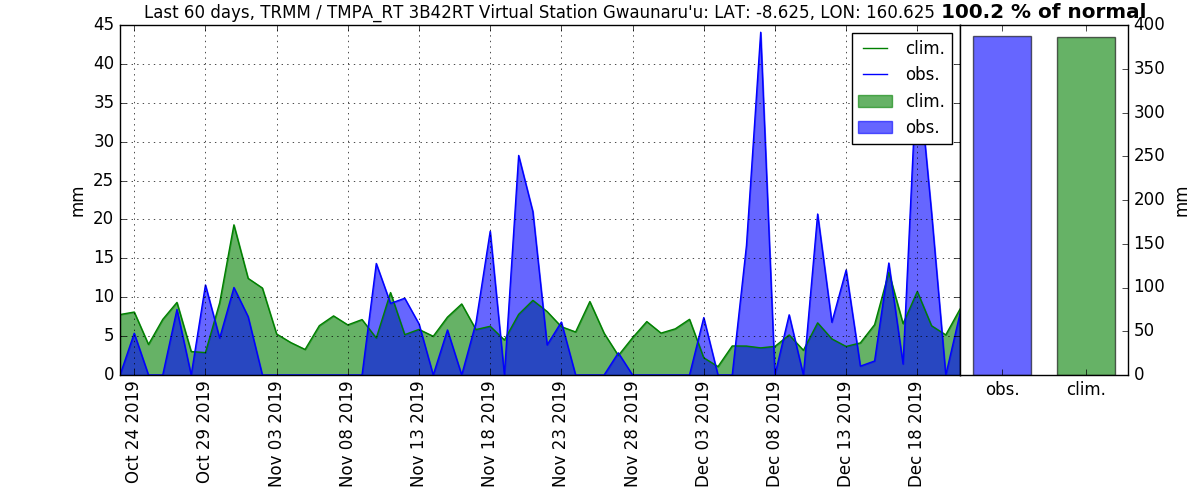 Last 60 days, TRMM / TMPA_RT 3B42RT Virtual Station Gwaunaru'u: LAT: -8.625, LON: 160.625 100.2 % of normal
45
40
35
30
25
20
15
10
5
0
mm
clim.
obs.
clim.
obs.
400
350
300
250
200
150
100
50
0
mm
obs. clim.
Oct 24 2019
Oct 29 2019
Nov 03 2019
Nov 08 2019
Nov 13 2019
Nov 18 2019
Nov 23 2019
Nov 28 2019
Dec 03 2019
Dec 08 2019
Dec 13 2019
Dec 18 2019